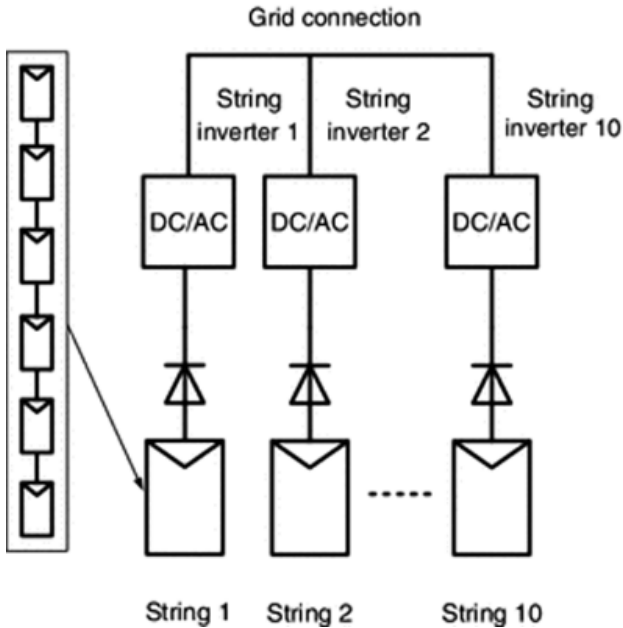 Grid connection
String
inverter 1
String
inverter 2
String
inverter 10
DC/AC
DC/AC
DC/AC
String 1
String 2
String 10